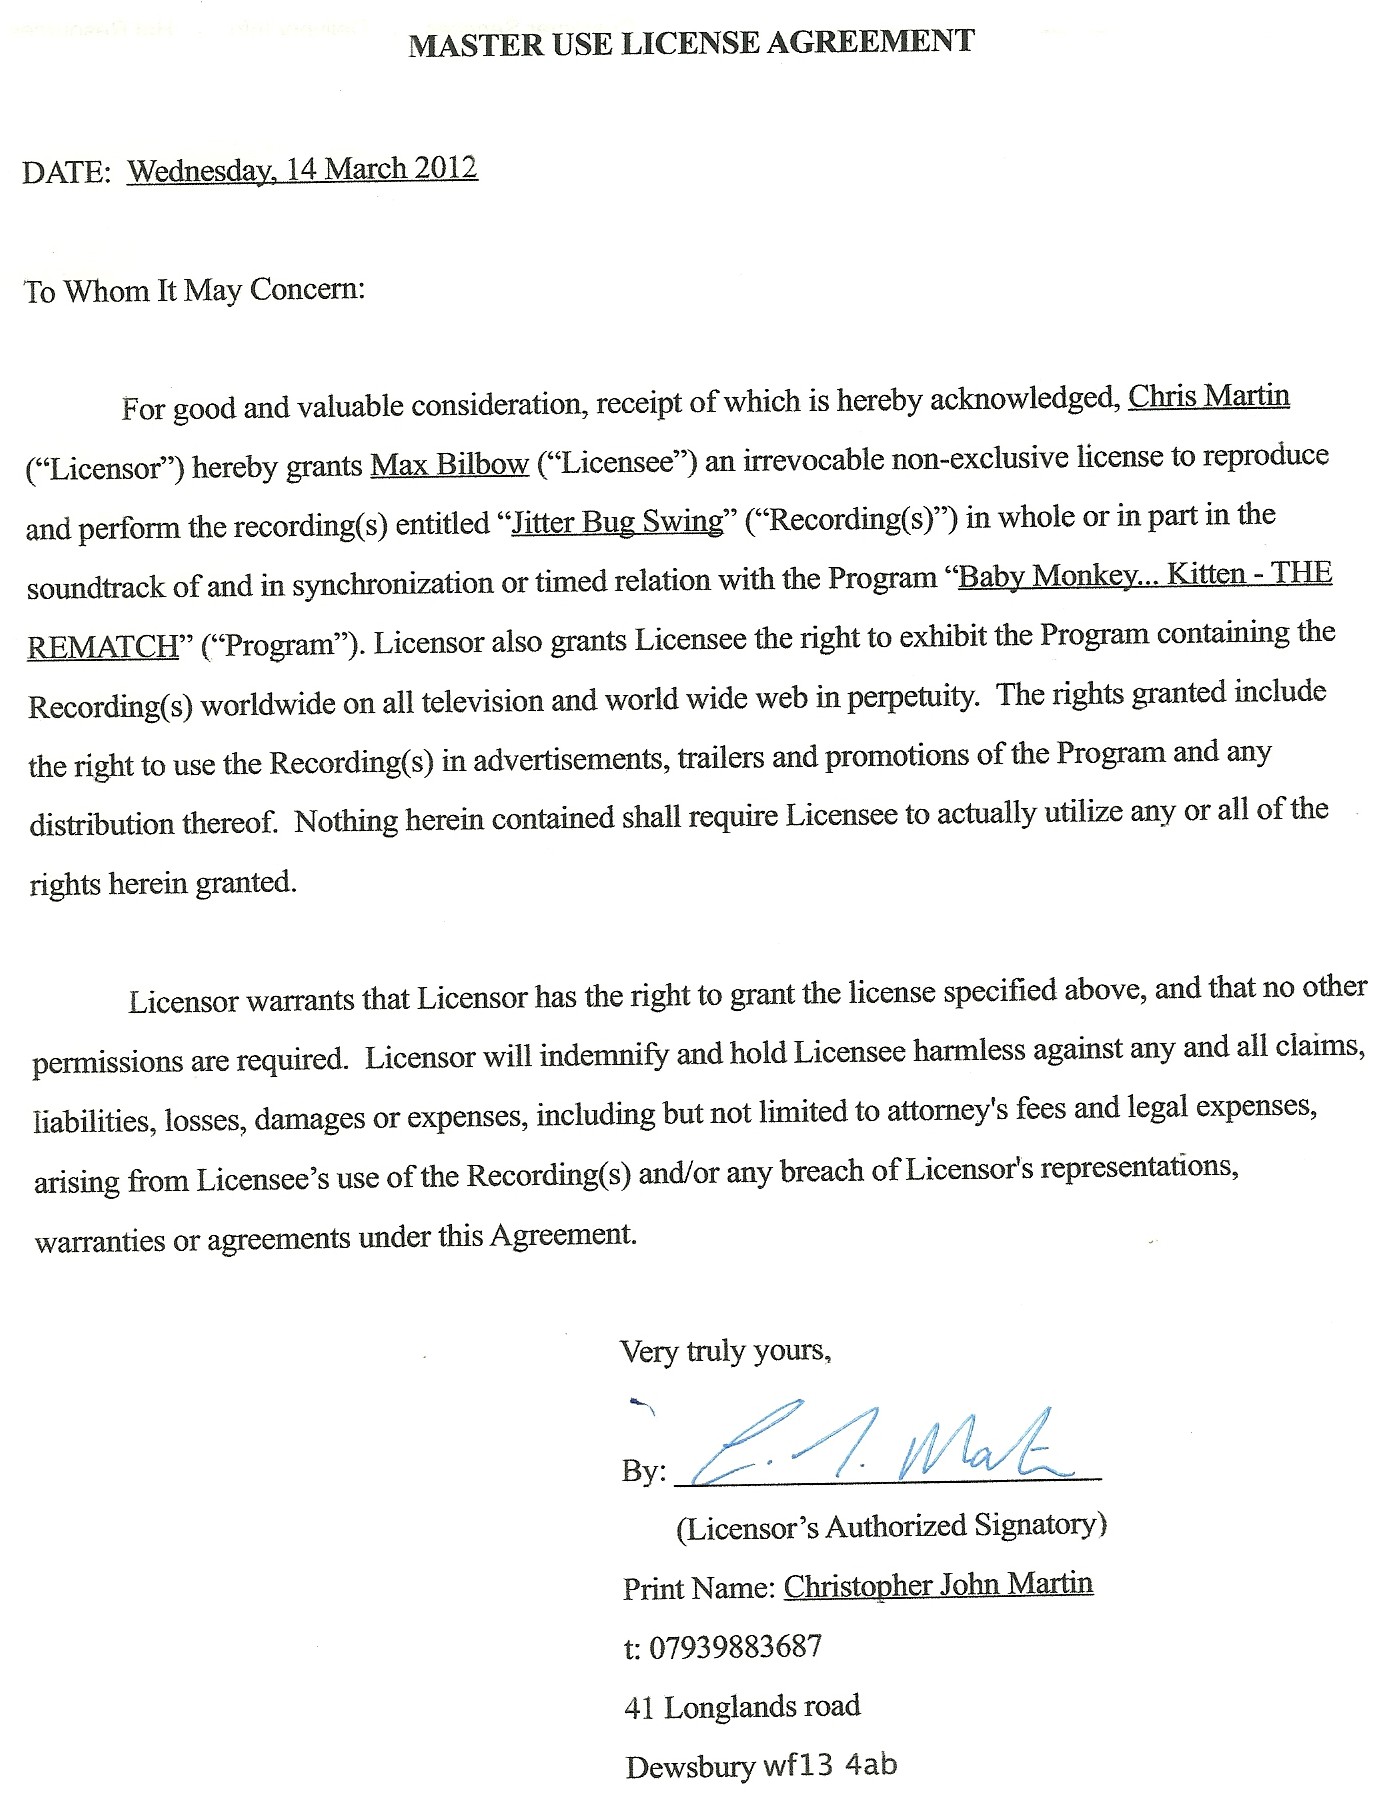 MASTER USE LICENSE AGREEMENT
DATE: Wednesday, 14 March 2012
To Whom It May Concern:
For good and valuable consideration, receipt of which is hereby acknowledged, Chris Martin
(“Licensor”) hereby grants Max Bilbow (“Licensee”) an irrevocable non-exclusive license to reproduce
and perform the recording(s) entitled “Jitter Bug Swing” (“Recording(s)”) in whole or in part in the
soundtrack of and in synchronization or timed relation with the Program “Baby Monkey... Kitten - THE
REMATCH” (“Program”). Licensor also grants Licensee the right to exhibit the Program containing the
Recording(s) worldwide on all television and world wide web in perpetuity. The rights granted include
the right to use the Recording(s) in advertisements, trailers and promotions of the Program and any
distribution thereof. Nothing herein contained shall require Licensee to actually utilize any or all of the
rights herein granted.
Licensor warrants that Licensor has the right to grant the license specified above, and that no other
permissions are required. Licensor will indemnify and hold Licensee harmless against any and all claims,
liabilities, losses, damages or expenses, including but not limited to attorney's fees and legal expenses,
arising from Licensee’s use of the Recording(s) and/or any breach of Licensor's representations,
warranties or agreements under this Agreement.
Very truly yours,
By: C. J. Martin
(Licensor’s Authorized Signatory)
Print Name: Christopher John Martin
t: 07939883687
41 Longlands road
Dewsbury wf13 4ab